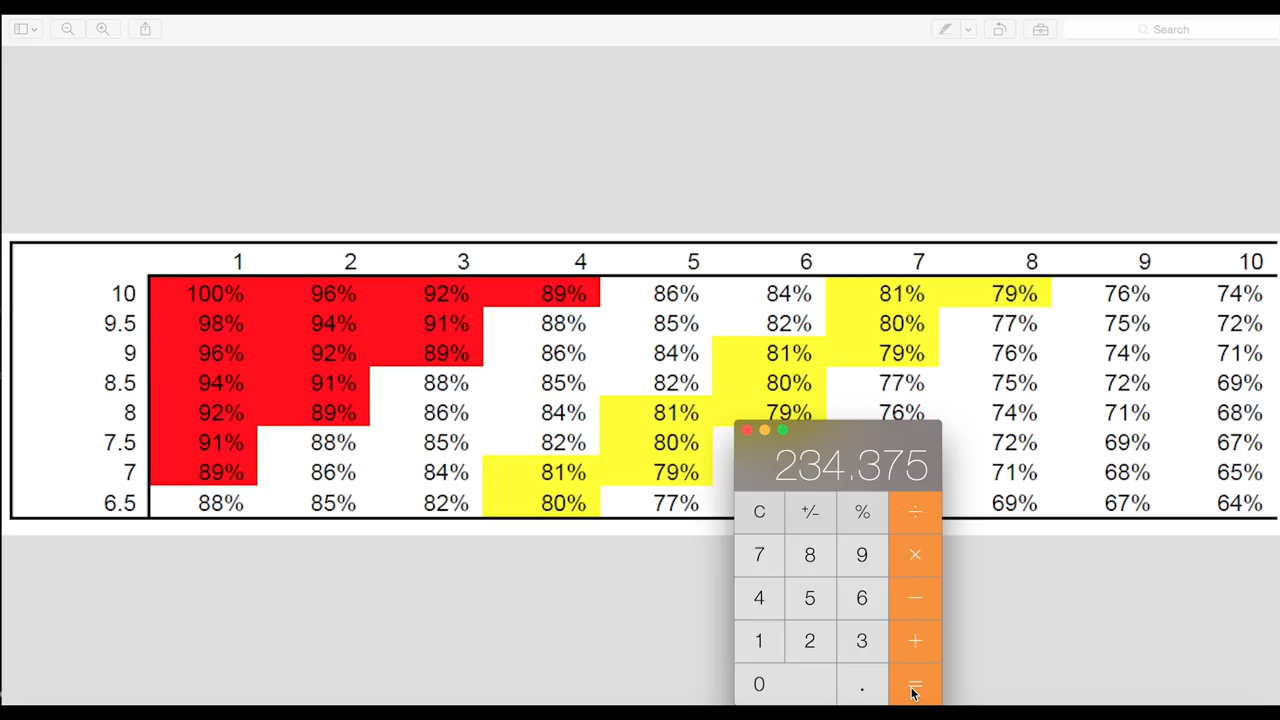 Search
1 2 3 4 5 6 7 8 9 10
10 100% 96% 92% 89% 86% 84% 81% 79% 76% 74%
9.5 98% 94% 91% 88% 85% 82% 80% 77% 75% 72%
9 96% 92% 89% 86% 84% 81% 79% 76% 74% 71%
8.5 94% 91% 88% 85% 82% 80% 77% 75% 72% 69%
8 92% 89% 86% 84% 81% 79% 76% 74% 71% 68%
7.5 91% 88% 85% 82% 80% 72% 69% 67%
7 89% 86% 84% 81% 79% 71% 68% 65%
6.5 88% 85% 82% 80% 77% 69% 67% 64%
234.375
C +/- % ÷
7 8 9 ×
4 5 6 −
1 2 3 +
0 . =